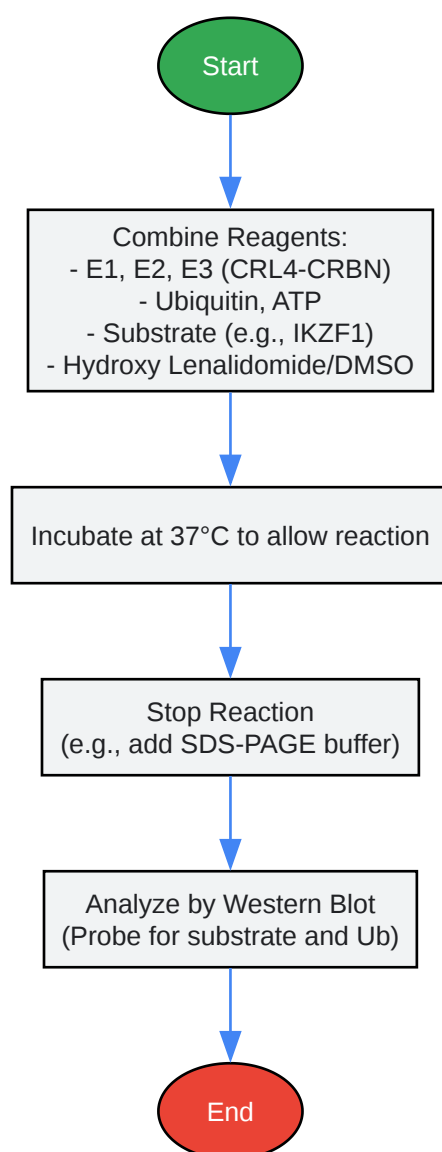 Start
Combine Reagents:
- E1, E2, E3 (CRL4-CRBN)
- Ubiquitin, ATP
- Substrate (e.g., IKZF1)
- Hydroxy Lenalidomide/DMSO
Incubate at 37°C to allow reaction
Stop Reaction
(e.g., add SDS-PAGE buffer)
Analyze by Western Blot
(Probe for substrate and Ub)
End